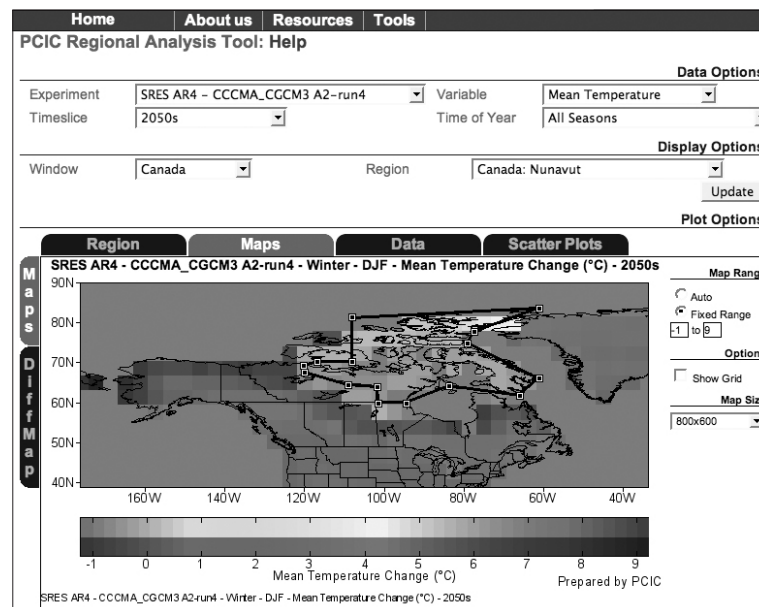 Home About us Resources Tools
PCIC Regional Analysis Tool: Help
Data Options
Experiment SRES AR4 – CCCMA_CGCM3 A2–run4 Variable Mean Temperature
Timeslice 2050s Time of Year All Seasons
Display Options
Window Canada Region Canada: Nunavut
Update
Plot Options
Region Maps Data Scatter Plots
Maps
DiffMap
SRES AR4 - CCCMA_CGCM3 A2-run4 - Winter - DJF - Mean Temperature Change (°C) - 2050s
90N
80N
70N
60N
50N
40N
160W 140W 120W 100W 80W 60W 40W
-1 0 1 2 3 4 5 6 7 8 9
Mean Temperature Change (°C)
Prepared by PCIC
SRES AR4 - CCCMA_CGCM3 A2-run4 - Winter - DJF - Mean Temperature Change (°C) - 2050s
Map Rang
Auto
Fixed Range
-1 to 9
Option
Show Grid
Map Siz
800x600